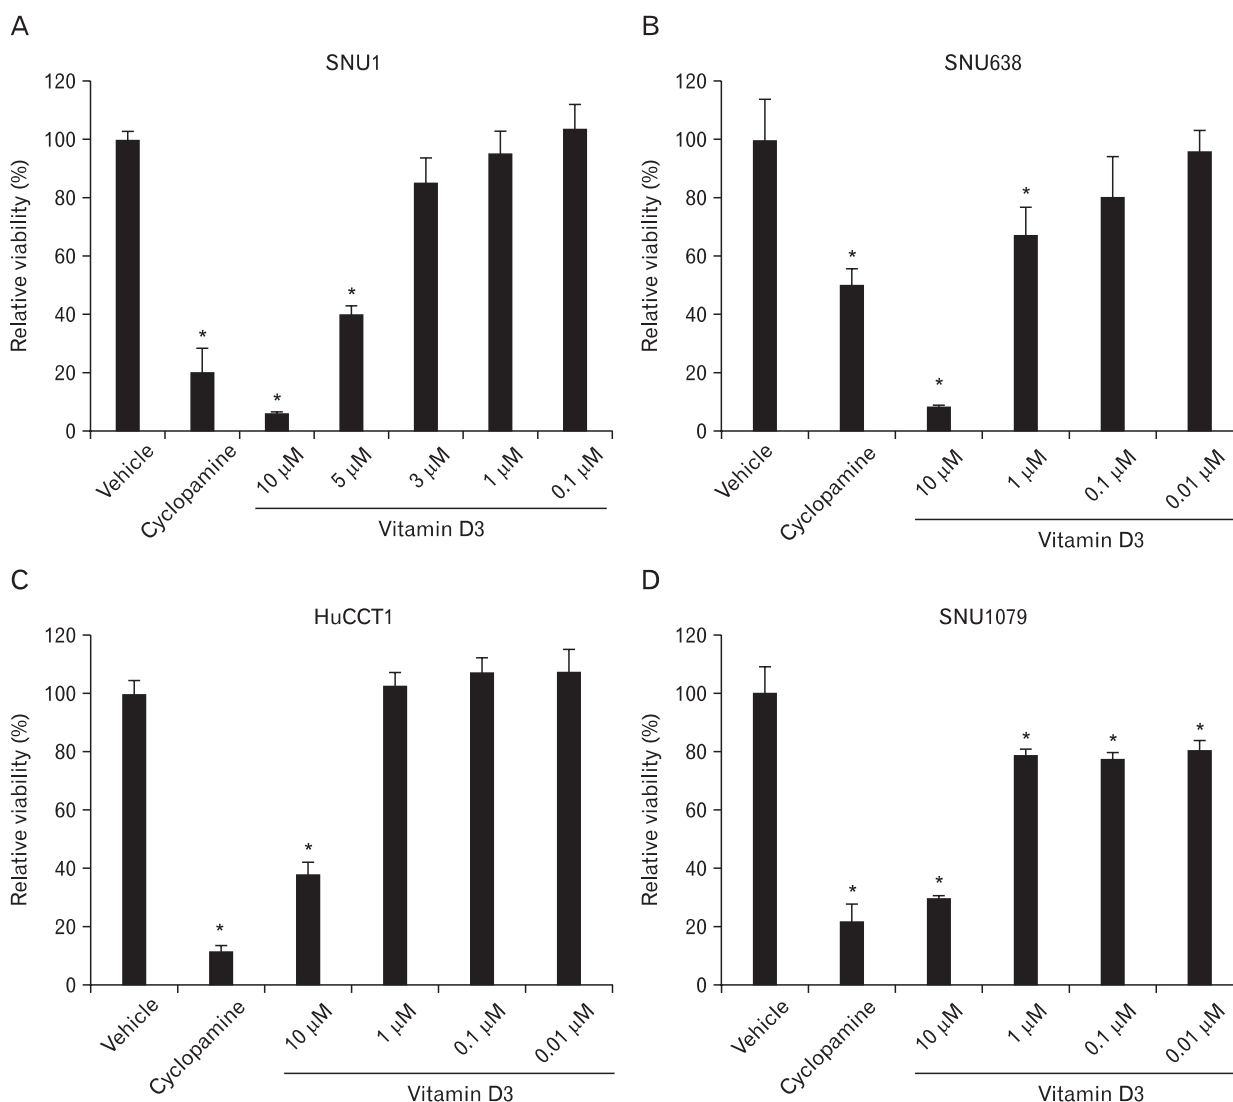 A
SNU1
Relative viability (%)
120
100
80
60
40
20
0
*
*
*
Vehicle
Cyclopamine
10 μM
5 μM
3 μM
1 μM
0.1 μM
Vitamin D3
B
SNU638
Relative viability (%)
120
100
80
60
40
20
0
*
*
*
Vehicle
Cyclopamine
10 μM
1 μM
0.1 μM
0.01 μM
Vitamin D3
C
HuCCT1
Relative viability (%)
120
100
80
60
40
20
0
*
*
Vehicle
Cyclopamine
10 μM
1 μM
0.1 μM
0.01 μM
Vitamin D3
D
SNU1079
Relative viability (%)
120
100
80
60
40
20
0
*
*
*
*
*
Vehicle
Cyclopamine
10 μM
1 μM
0.1 μM
0.01 μM
Vitamin D3